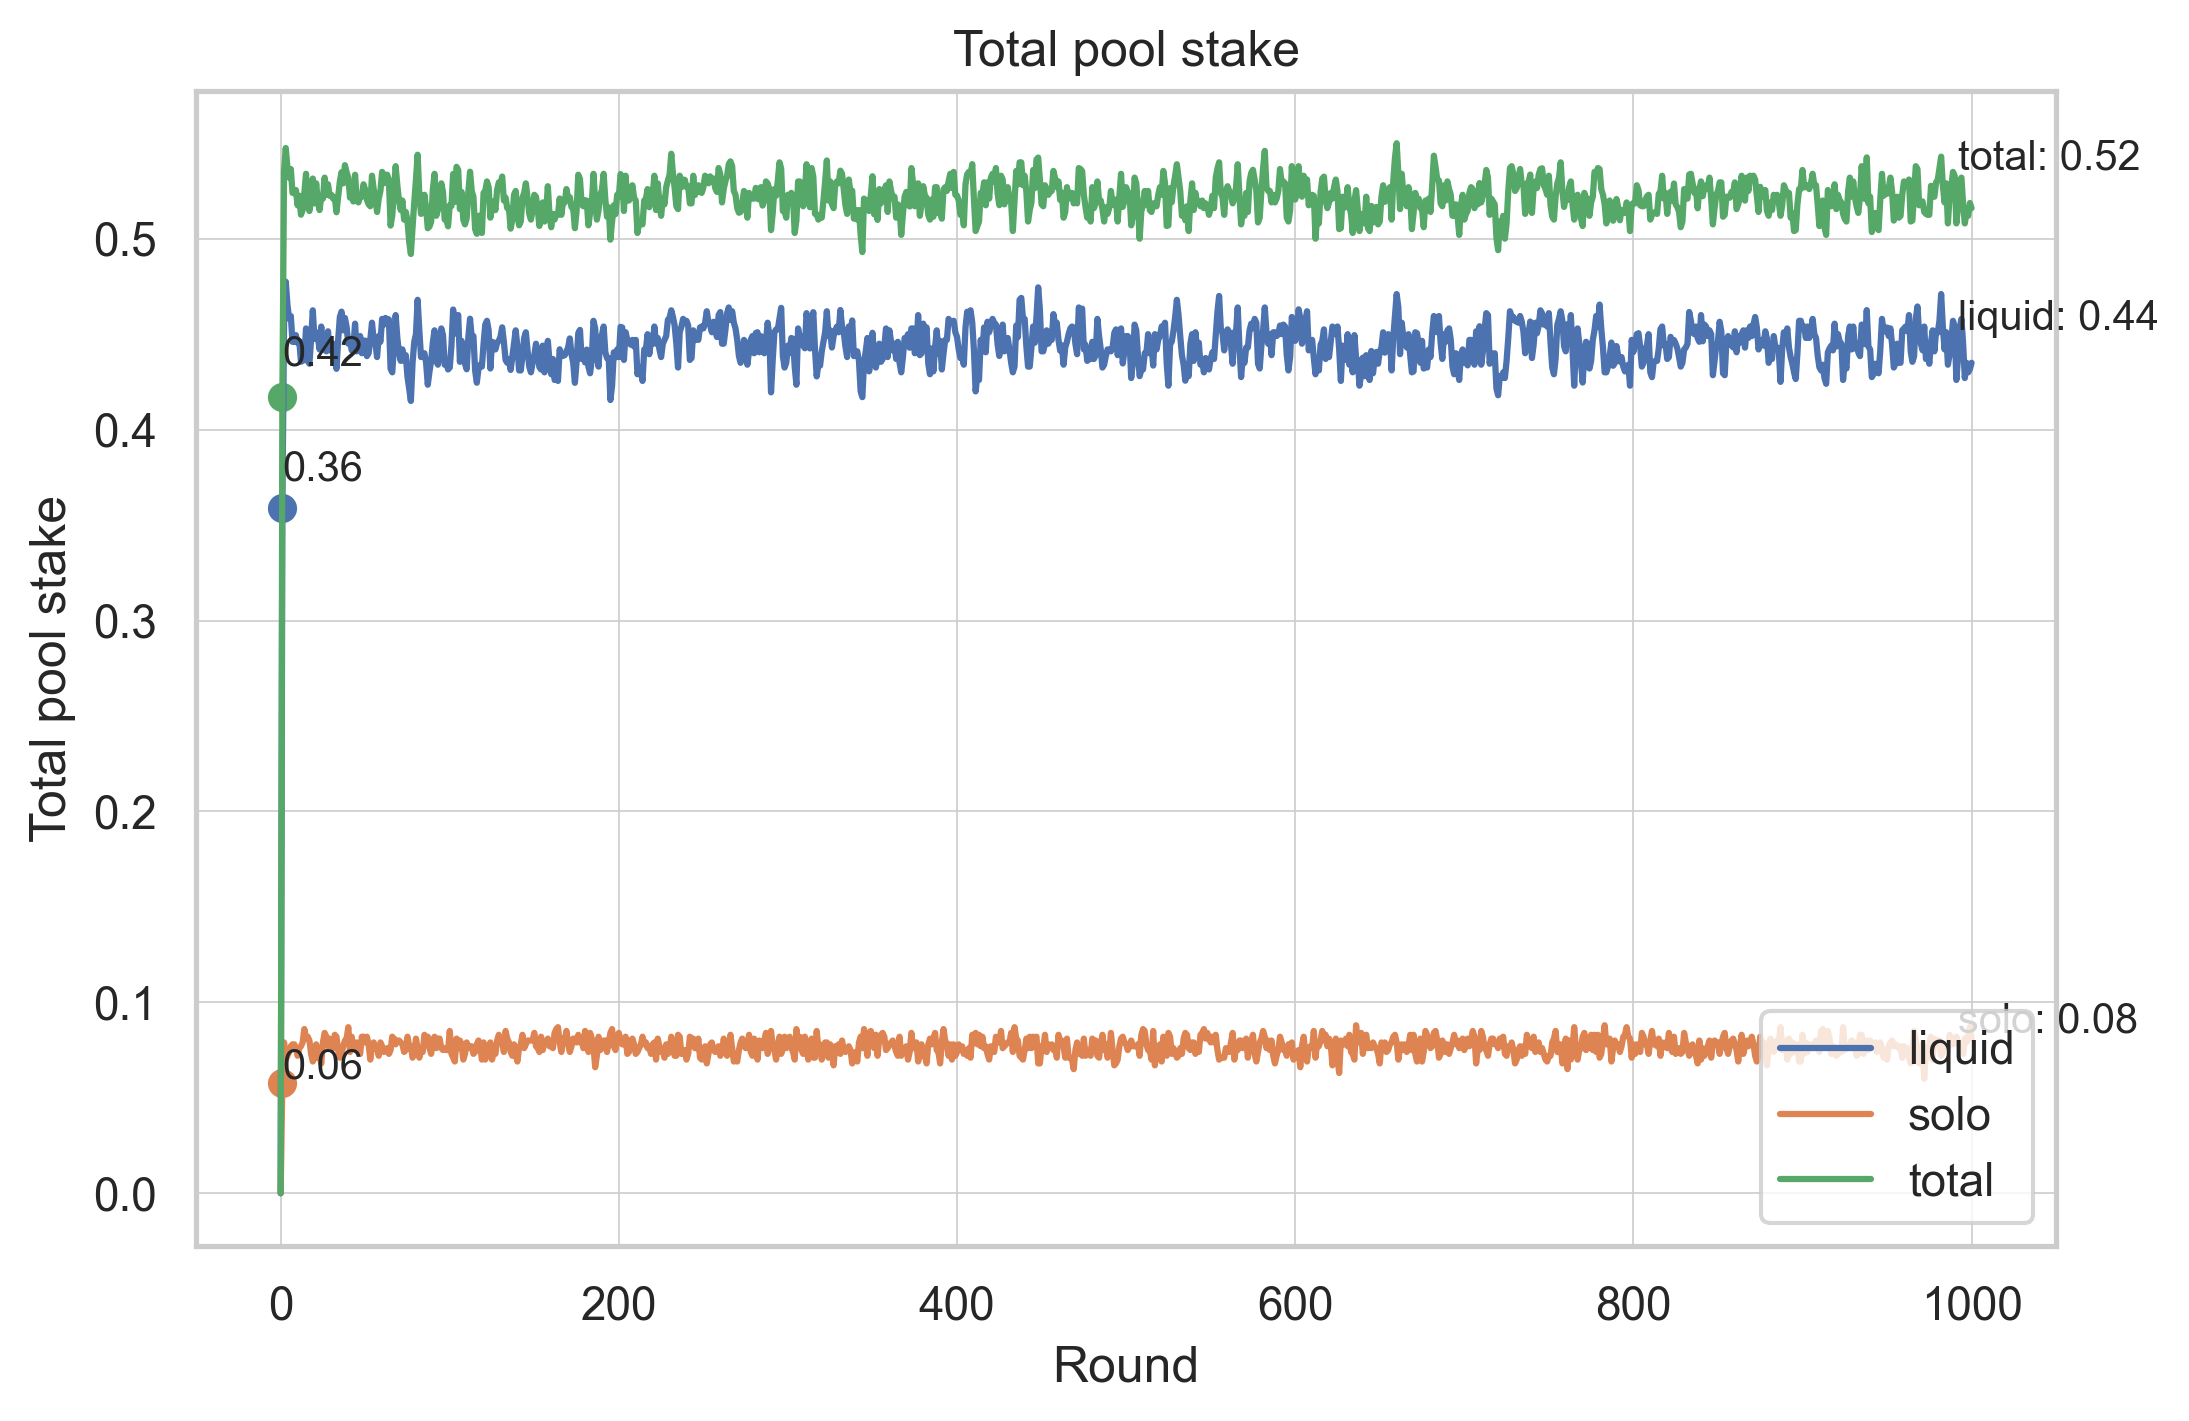 Total pool stake
Total pool stake
0.5
0.4
0.3
0.2
0.1
0.0
0
200
400
600
800
1000
Round
0.42
0.36
0.06
total: 0.52
liquid: 0.44
solo: 0.08
liquid
solo
total